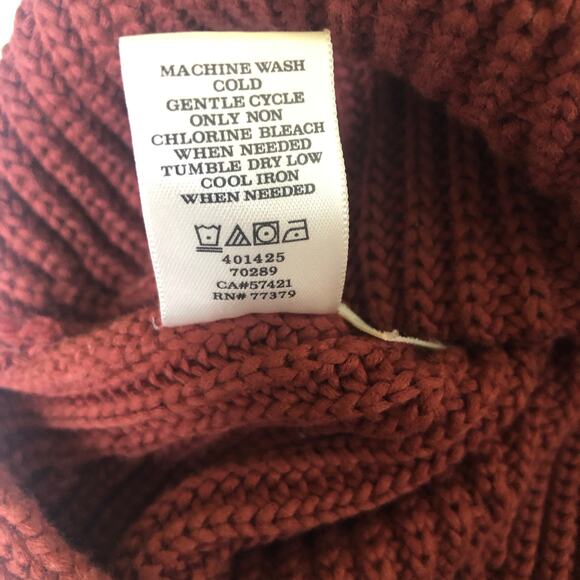 MACHINE WASH
COLD
GENTLE CYCLE
ONLY NON
CHLORINE BLEACH
WHEN NEEDED
TUMBLE DRY LOW
COOL IRON
WHEN NEEDED
401425
70289
CA#57421
RN# 77379